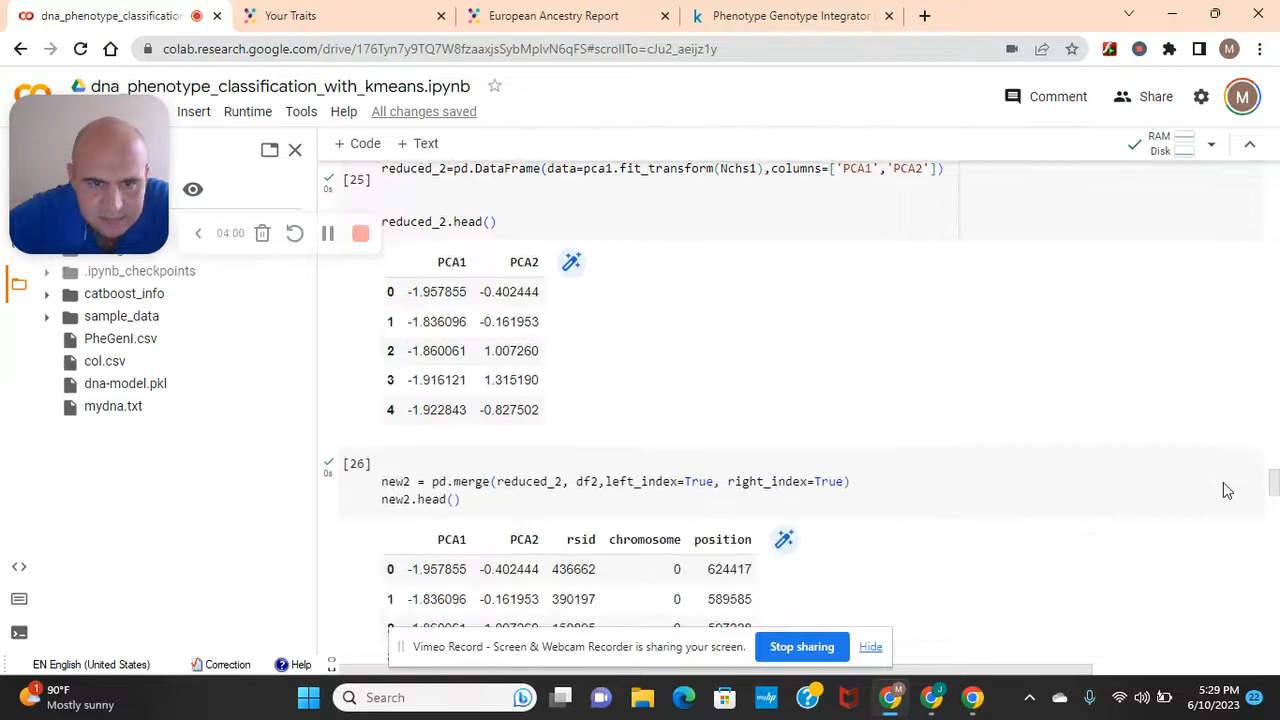 dna_phenotype_classification
Your Traits
European Ancestry Report
Phenotype Genotype Integrator
colab.research.google.com/drive/176Tyn7y9TQ7W8fzaaxjsSybMplvN6qFS#scrollTo=cJu2_aeijz1y
M
dna_phenotype_classification_with_kmeans.ipynb
Comment
Share
M
Insert Runtime Tools Help All changes saved
+ Code + Text
RAM
Disk
reduced_2=pd.DataFrame(data=pca1.fit_transform(Nchs1),columns=['PCA1','PCA2'])
[25]
0s
reduced_2.head()
04:00
PCA1 PCA2
0 -1.957855 -0.402444
1 -1.836096 -0.161953
2 -1.860061 1.007260
3 -1.916121 1.315190
4 -1.922843 -0.827502
.ipynb_checkpoints
catboost_info
sample_data
PheGenI.csv
col.csv
dna-model.pkl
mydna.txt
[26]
0s
new2 = pd.merge(reduced_2, df2,left_index=True, right_index=True)
new2.head()
PCA1 PCA2 rsid chromosome position
0 -1.957855 -0.402444 436662 0 624417
1 -1.836096 -0.161953 390197 0 589585
Vimeo Record - Screen & Webcam Recorder is sharing your screen.
Stop sharing
Hide
EN English (United States)
Correction
Help
90°F
Mostly sunny
Search
M
J
5:29 PM
6/10/2023
22